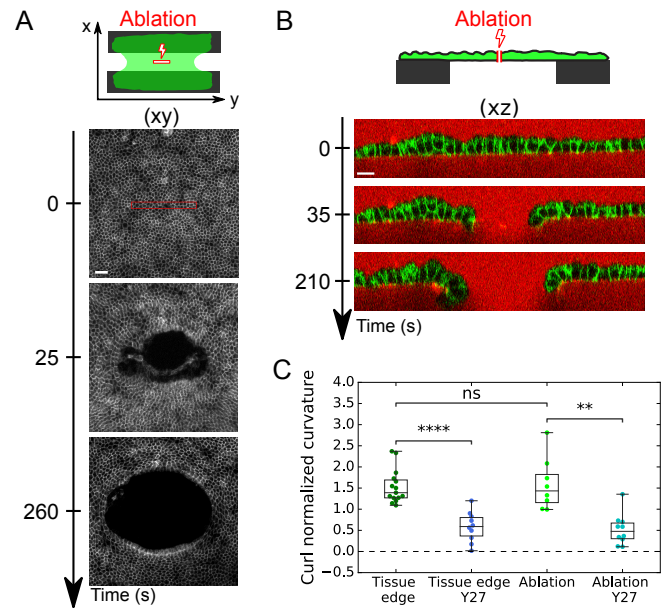 A
Ablation
x
y
(xy)
0
25
260
Time (s)
B
Ablation
(xz)
0
35
210
Time (s)
C
Curl normalized curvature
4.0
3.5
3.0
2.5
2.0
1.5
1.0
0.5
0.0
−0.5
ns
****
**
Tissue edge
Tissue edge Y27
Ablation
Ablation Y27